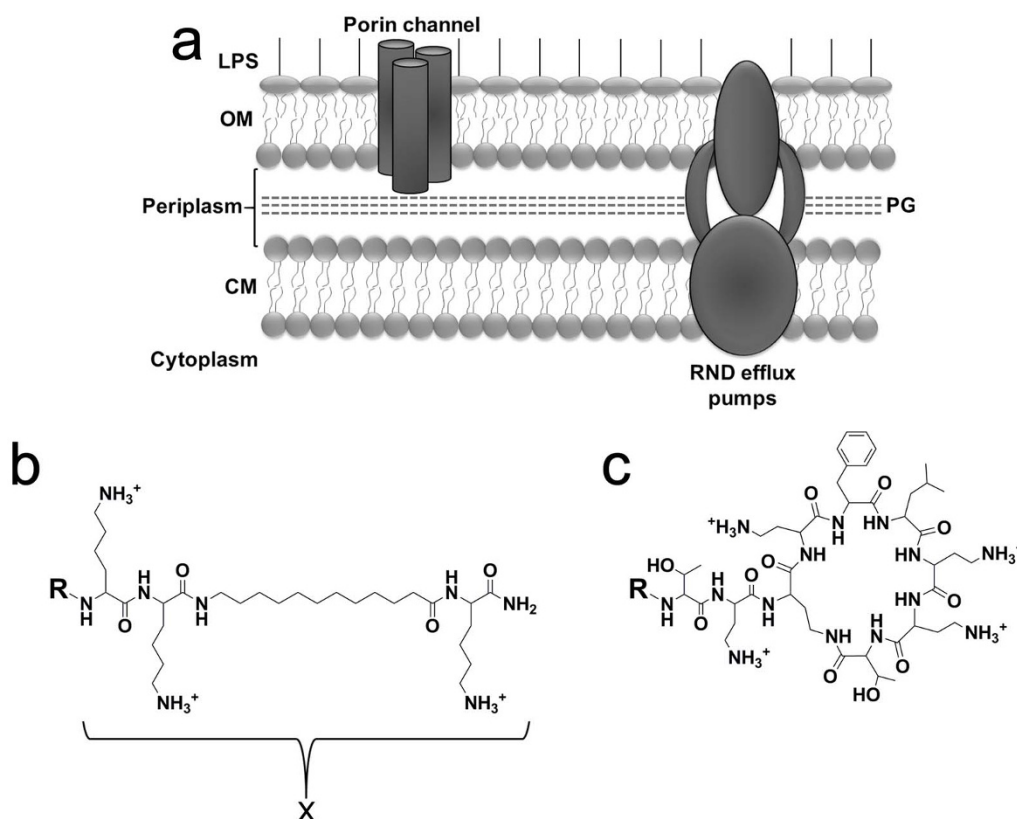 a
Porin channel
LPS
OM
Periplasm
PG
CM
Cytoplasm
RND efflux
pumps
b
NH₃⁺
H
O
O
O
R
N
N
N
N
NH₂
H
H
H
O
O
NH₃⁺
NH₃⁺
X
c
O
O
⁺H₃N
N
H
HN
O
NH
HN
NH₃⁺
HO
O
O
O
R
N
H
N
H
N
H
O
O
NH₃⁺
NH
HN
HN
NH₃⁺
O
O
HO